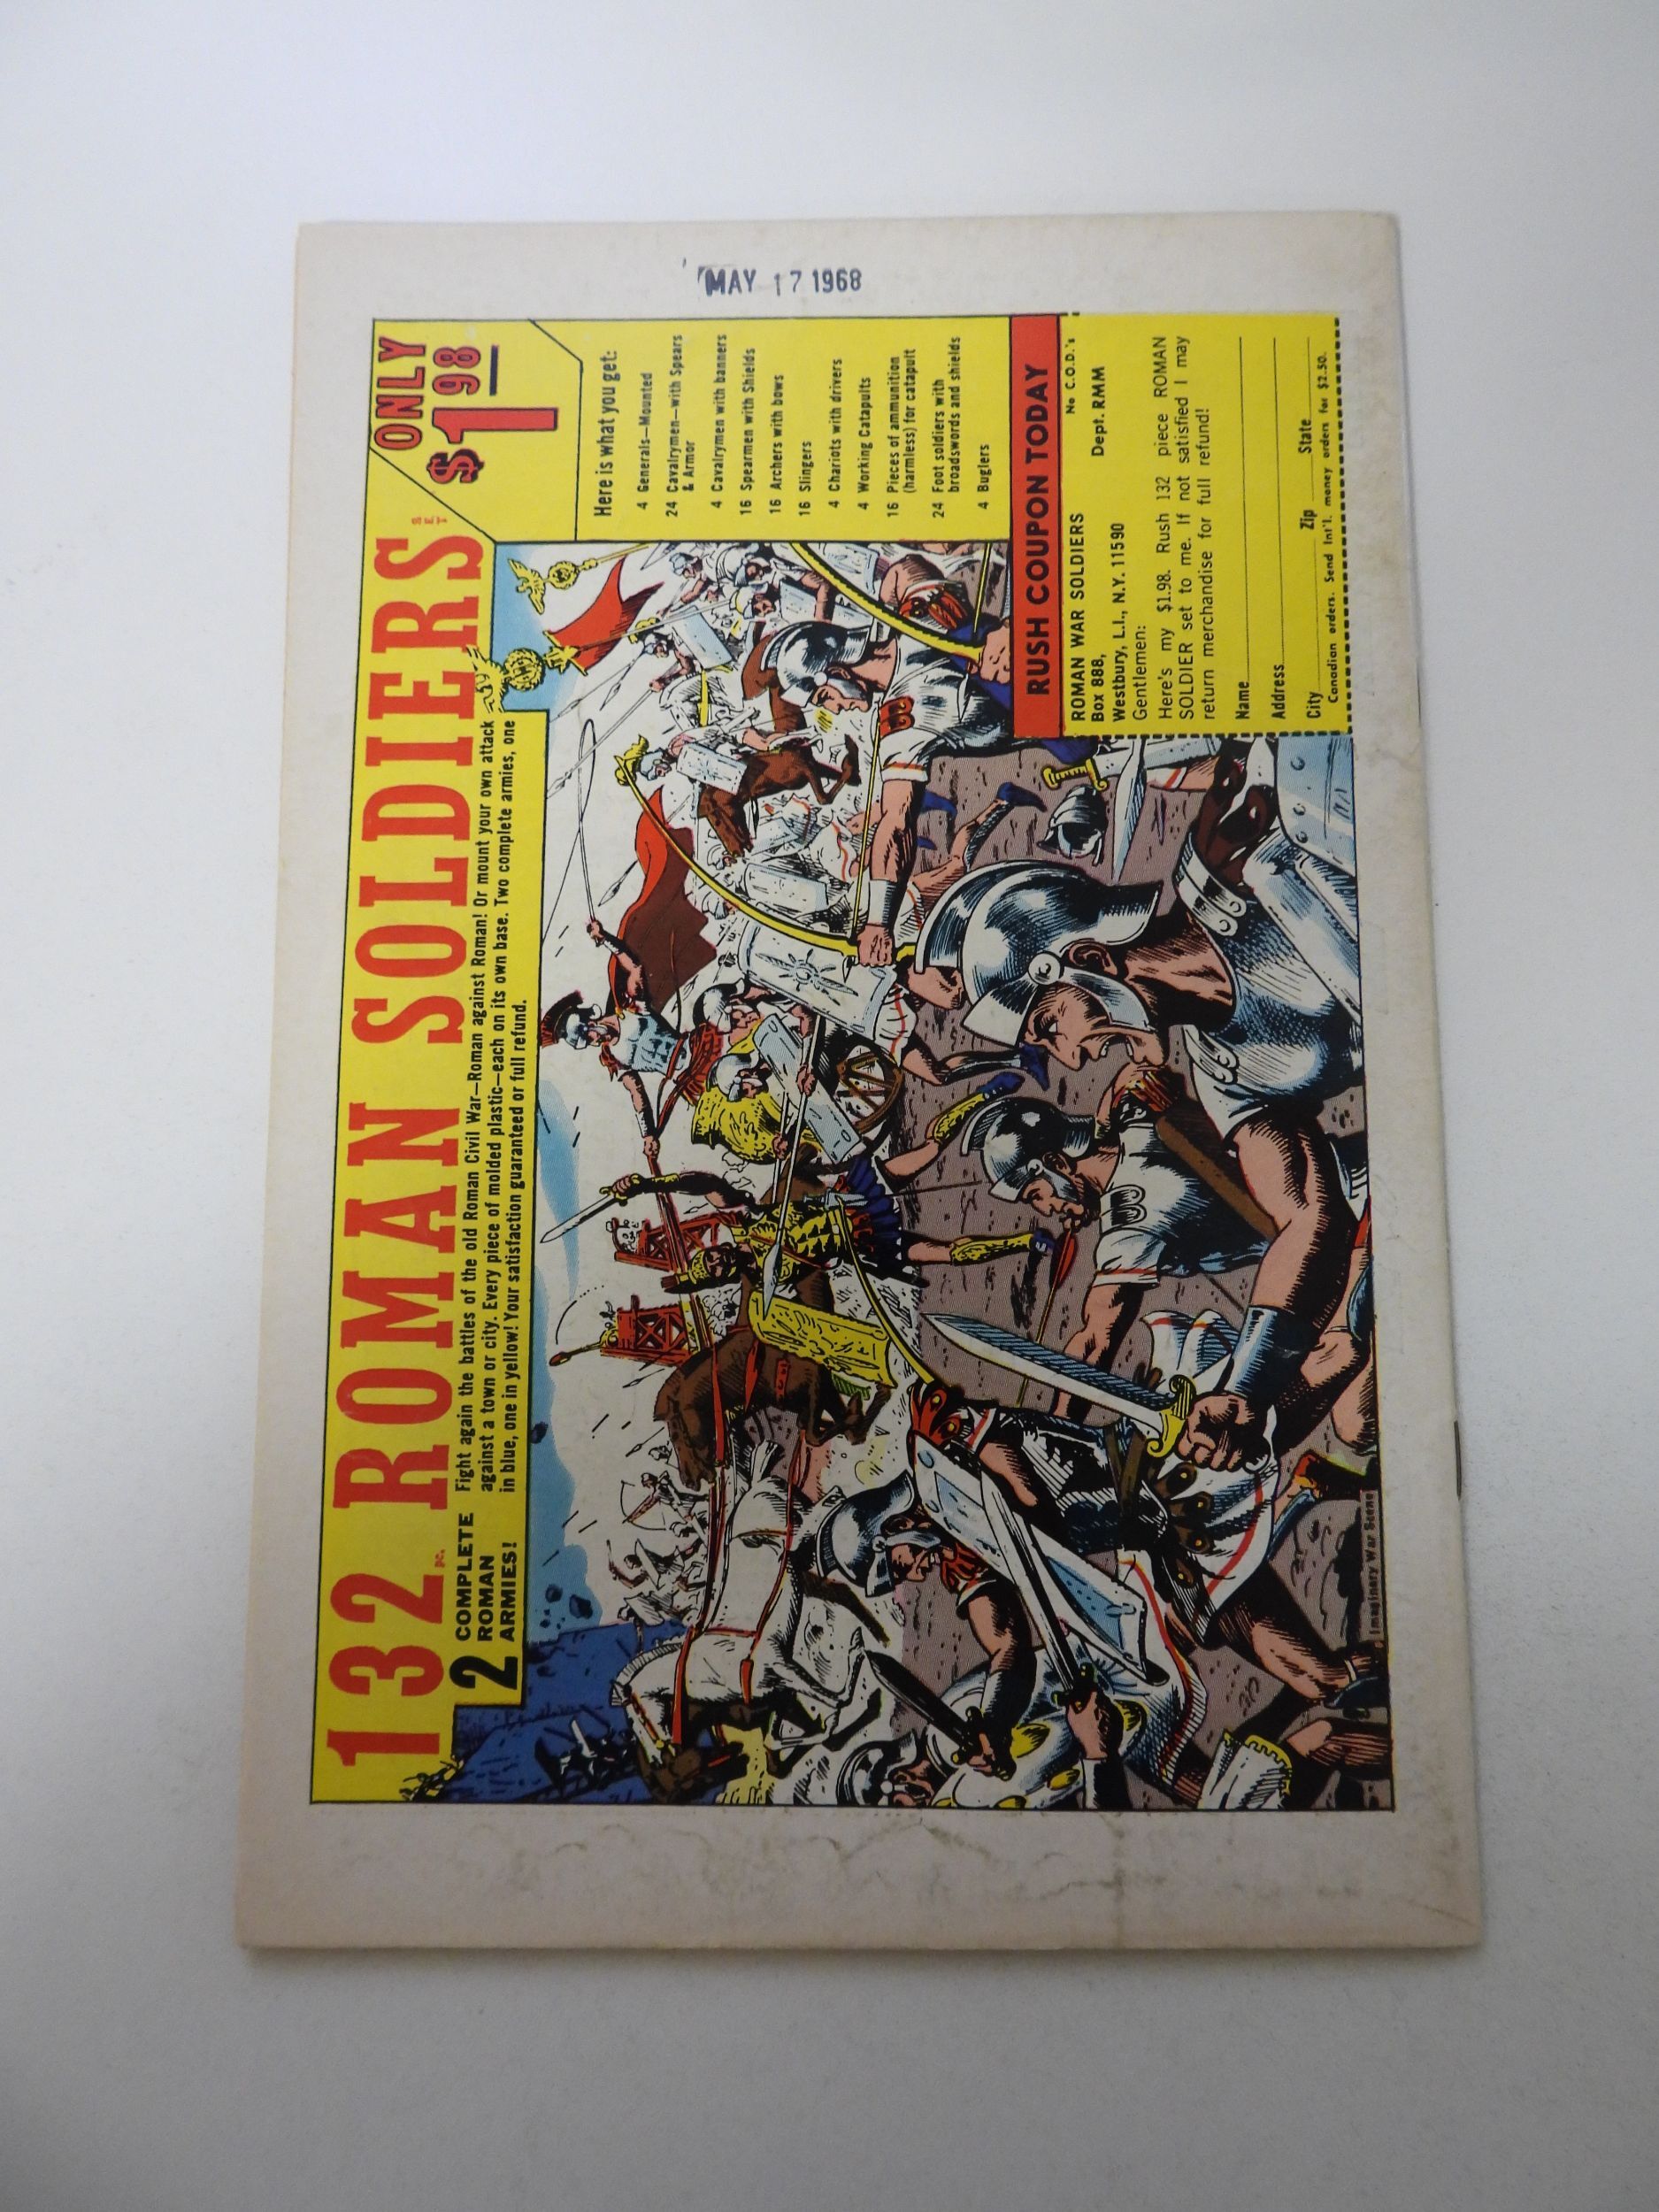 MAY 17 1968
132 PC. ROMAN SOLDIERS SET
ONLY
$1.98
2 COMPLETE
ROMAN
ARMIES!
Fight again the battles of the old Roman Civil War—Roman against Roman! Or mount your own attack
against a town or city. Every piece of molded plastic—each on its own base. Two complete armies, one
in blue, one in yellow! Your satisfaction guaranteed or full refund.
Here is what you get:
4 Generals—Mounted
24 Cavalrymen—with Spears
& Armor
4 Cavalrymen with banners
16 Spearmen with Shields
16 Archers with bows
16 Slingers
4 Chariots with drivers
4 Working Catapults
16 Pieces of ammunition
(harmless) for catapult
24 Foot soldiers with
broadswords and shields
4 Buglers
RUSH COUPON TODAY
No C.O.D.'s
ROMAN WAR SOLDIERS
Box 888, Dept. RMM
Westbury, L.I., N.Y. 11590
Gentlemen:
Here's my $1.98. Rush 132 piece ROMAN
SOLDIER set to me. If not satisfied I may
return merchandise for full refund!
Name
Address
City Zip State
Canadian orders. Send Int'l. money orders for $2.50.
Imaginary War Scene